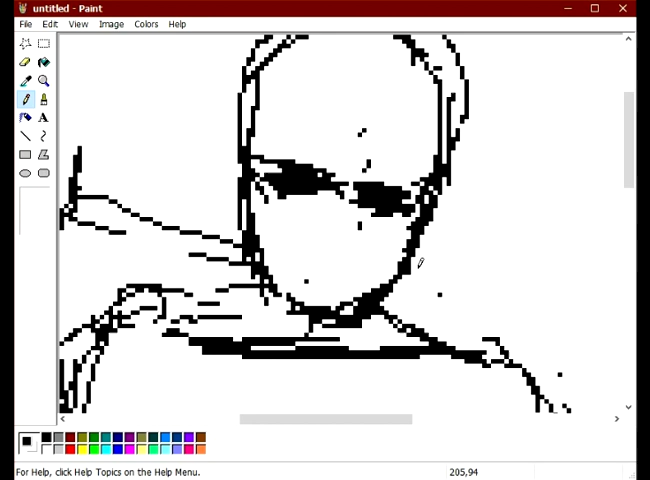 untitled - Paint
File Edit View Image Colors Help
A
For Help, click Help Topics on the Help Menu.
205,94